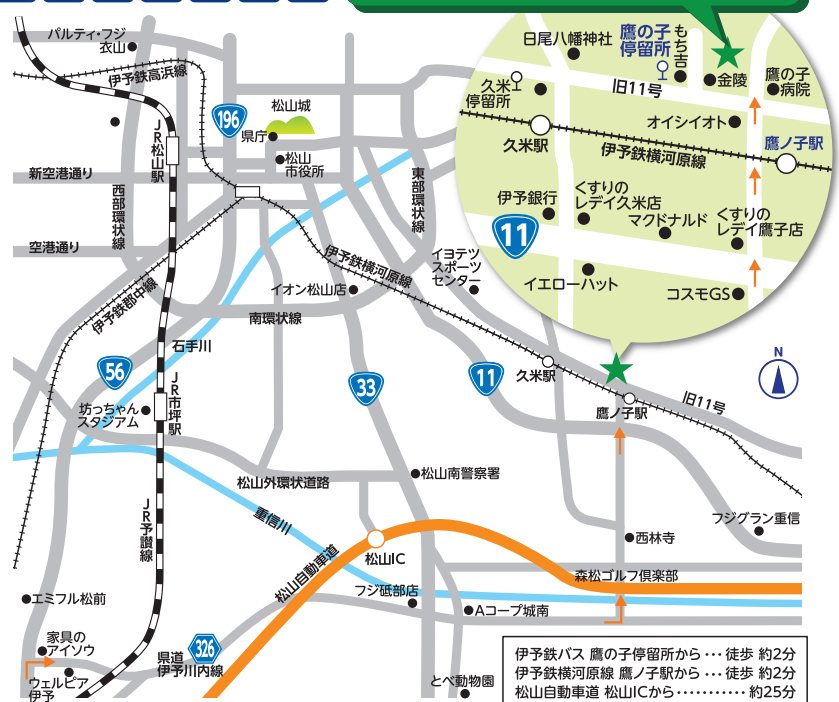 パルティ・フジ
衣山
伊予鉄高浜線
196
松山城
県庁
松山
市役所
JR松山駅
新空港通り
西部環状線
空港通り
東部環状線
伊予鉄横河原線
伊予鉄郡中線
イヨテツ
スポーツ
センター
イオン松山店
南環状線
石手川
56
33
11
久米駅
鷹ノ子駅
旧11号
N
坊っちゃん
スタジアム
JR市坪駅
松山外環状道路
松山南警察署
JR予讃線
重信川
松山自動車道
松山IC
西林寺
フジグラン重信
森松ゴルフ倶楽部
フジ砥部店
Aコープ城南
エミフル松前
家具の
アイソウ
ウェルピア
伊予
県道
伊予川内線
326
とべ動物園
日尾八幡神社
鷹の子
停留所
もち吉
金陵
鷹の子
病院
久米
停留所
旧11号
オイシイオト
久米駅
伊予鉄横河原線
鷹ノ子駅
伊予銀行
くすりの
レデイ久米店
マクドナルド
くすりの
レデイ鷹子店
11
イエローハット
コスモGS
伊予鉄バス 鷹の子停留所から…徒歩 約2分
伊予鉄横河原線 鷹ノ子駅から…徒歩 約2分
松山自動車道 松山ICから…………約25分